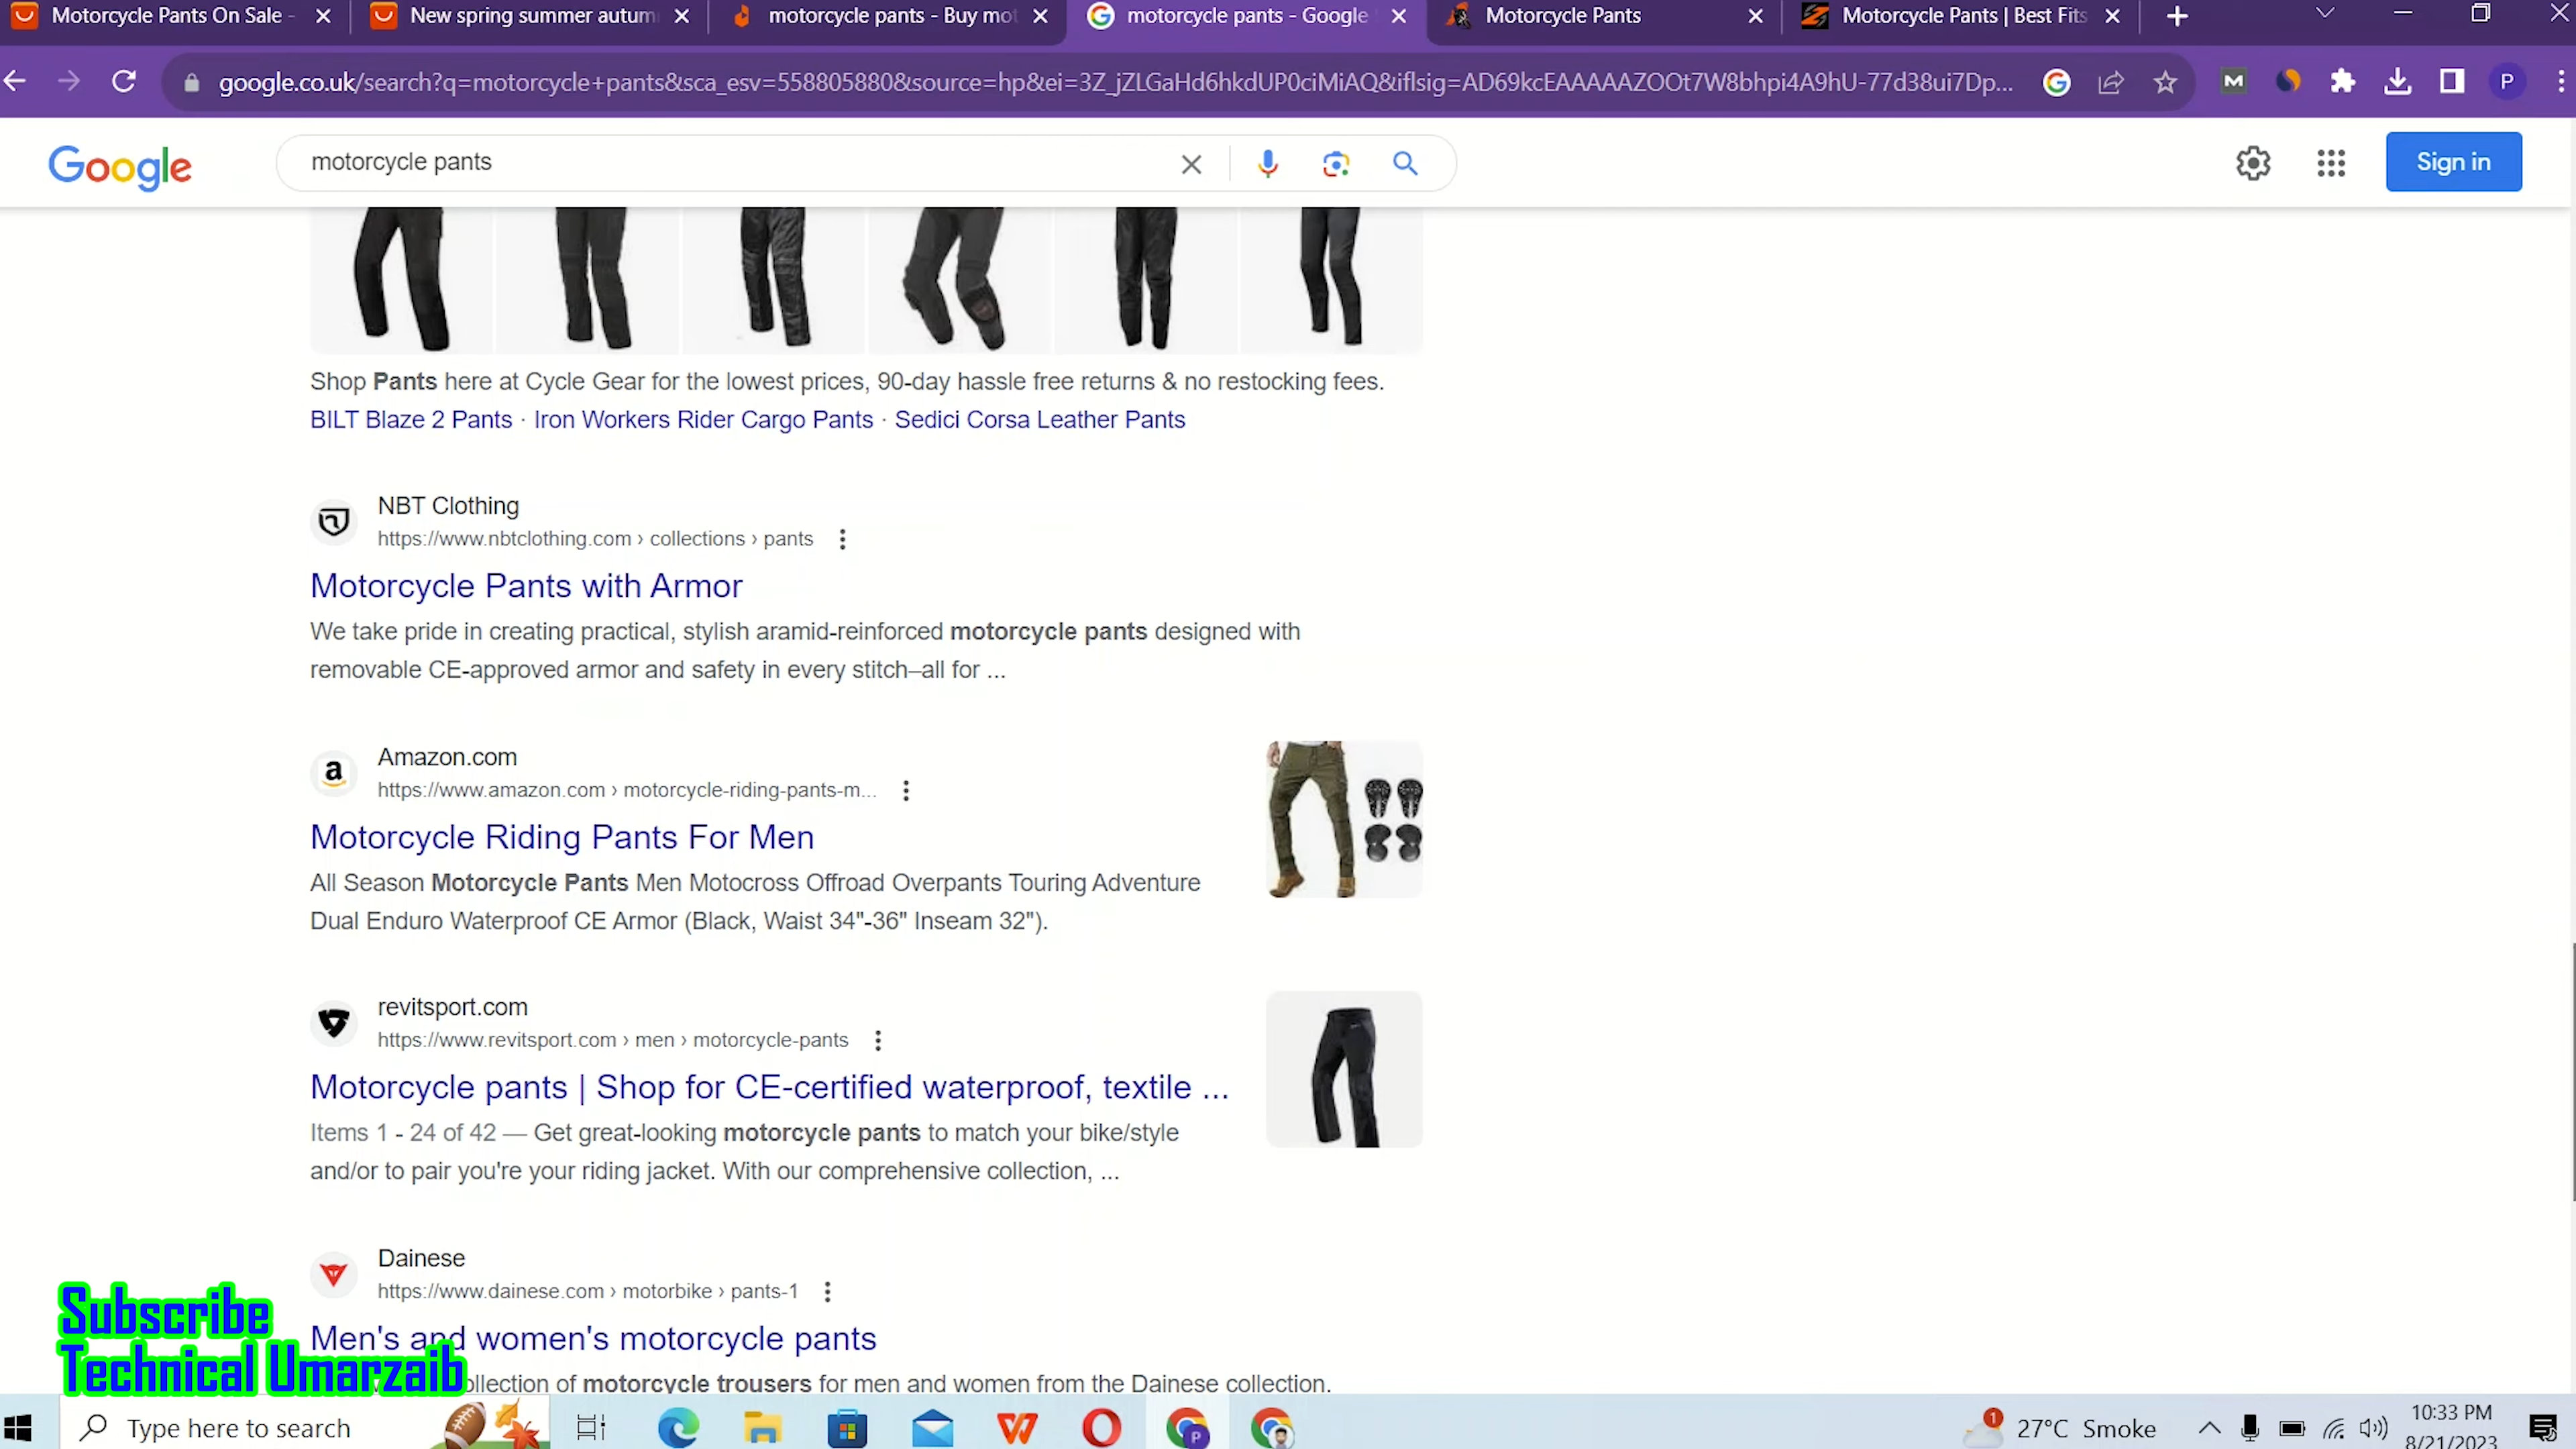 Motorcycle Pants On Sale -
New spring summer autum
motorcycle pants - Buy mot
motorcycle pants - Google
Motorcycle Pants
Motorcycle Pants | Best Fits
google.co.uk/search?q=motorcycle+pants&sca_esv=558805880&source=hp&ei=3Z_jZLGaHd6hkdUP0ciMiAQ&iflsig=AD69kcEAAAAAZOOt7W8bhpi4A9hU-77d38ui7Dp...
Google
motorcycle pants
Sign in
Shop Pants here at Cycle Gear for the lowest prices, 90-day hassle free returns & no restocking fees.
BILT Blaze 2 Pants · Iron Workers Rider Cargo Pants · Sedici Corsa Leather Pants
NBT Clothing
https://www.nbtclothing.com › collections › pants
Motorcycle Pants with Armor
We take pride in creating practical, stylish aramid-reinforced motorcycle pants designed with
removable CE-approved armor and safety in every stitch–all for ...
Amazon.com
https://www.amazon.com › motorcycle-riding-pants-m...
Motorcycle Riding Pants For Men
All Season Motorcycle Pants Men Motocross Offroad Overpants Touring Adventure
Dual Enduro Waterproof CE Armor (Black, Waist 34"-36" Inseam 32").
revitsport.com
https://www.revitsport.com › men › motorcycle-pants
Motorcycle pants | Shop for CE-certified waterproof, textile ...
Items 1 - 24 of 42 — Get great-looking motorcycle pants to match your bike/style
and/or to pair you're your riding jacket. With our comprehensive collection, ...
Dainese
https://www.dainese.com › motorbike › pants-1
Men's and women's motorcycle pants
ollection of motorcycle trousers for men and women from the Dainese collection.
Subscribe
Technical Umarzaib
Type here to search
27°C Smoke
10:33 PM
8/21/2023